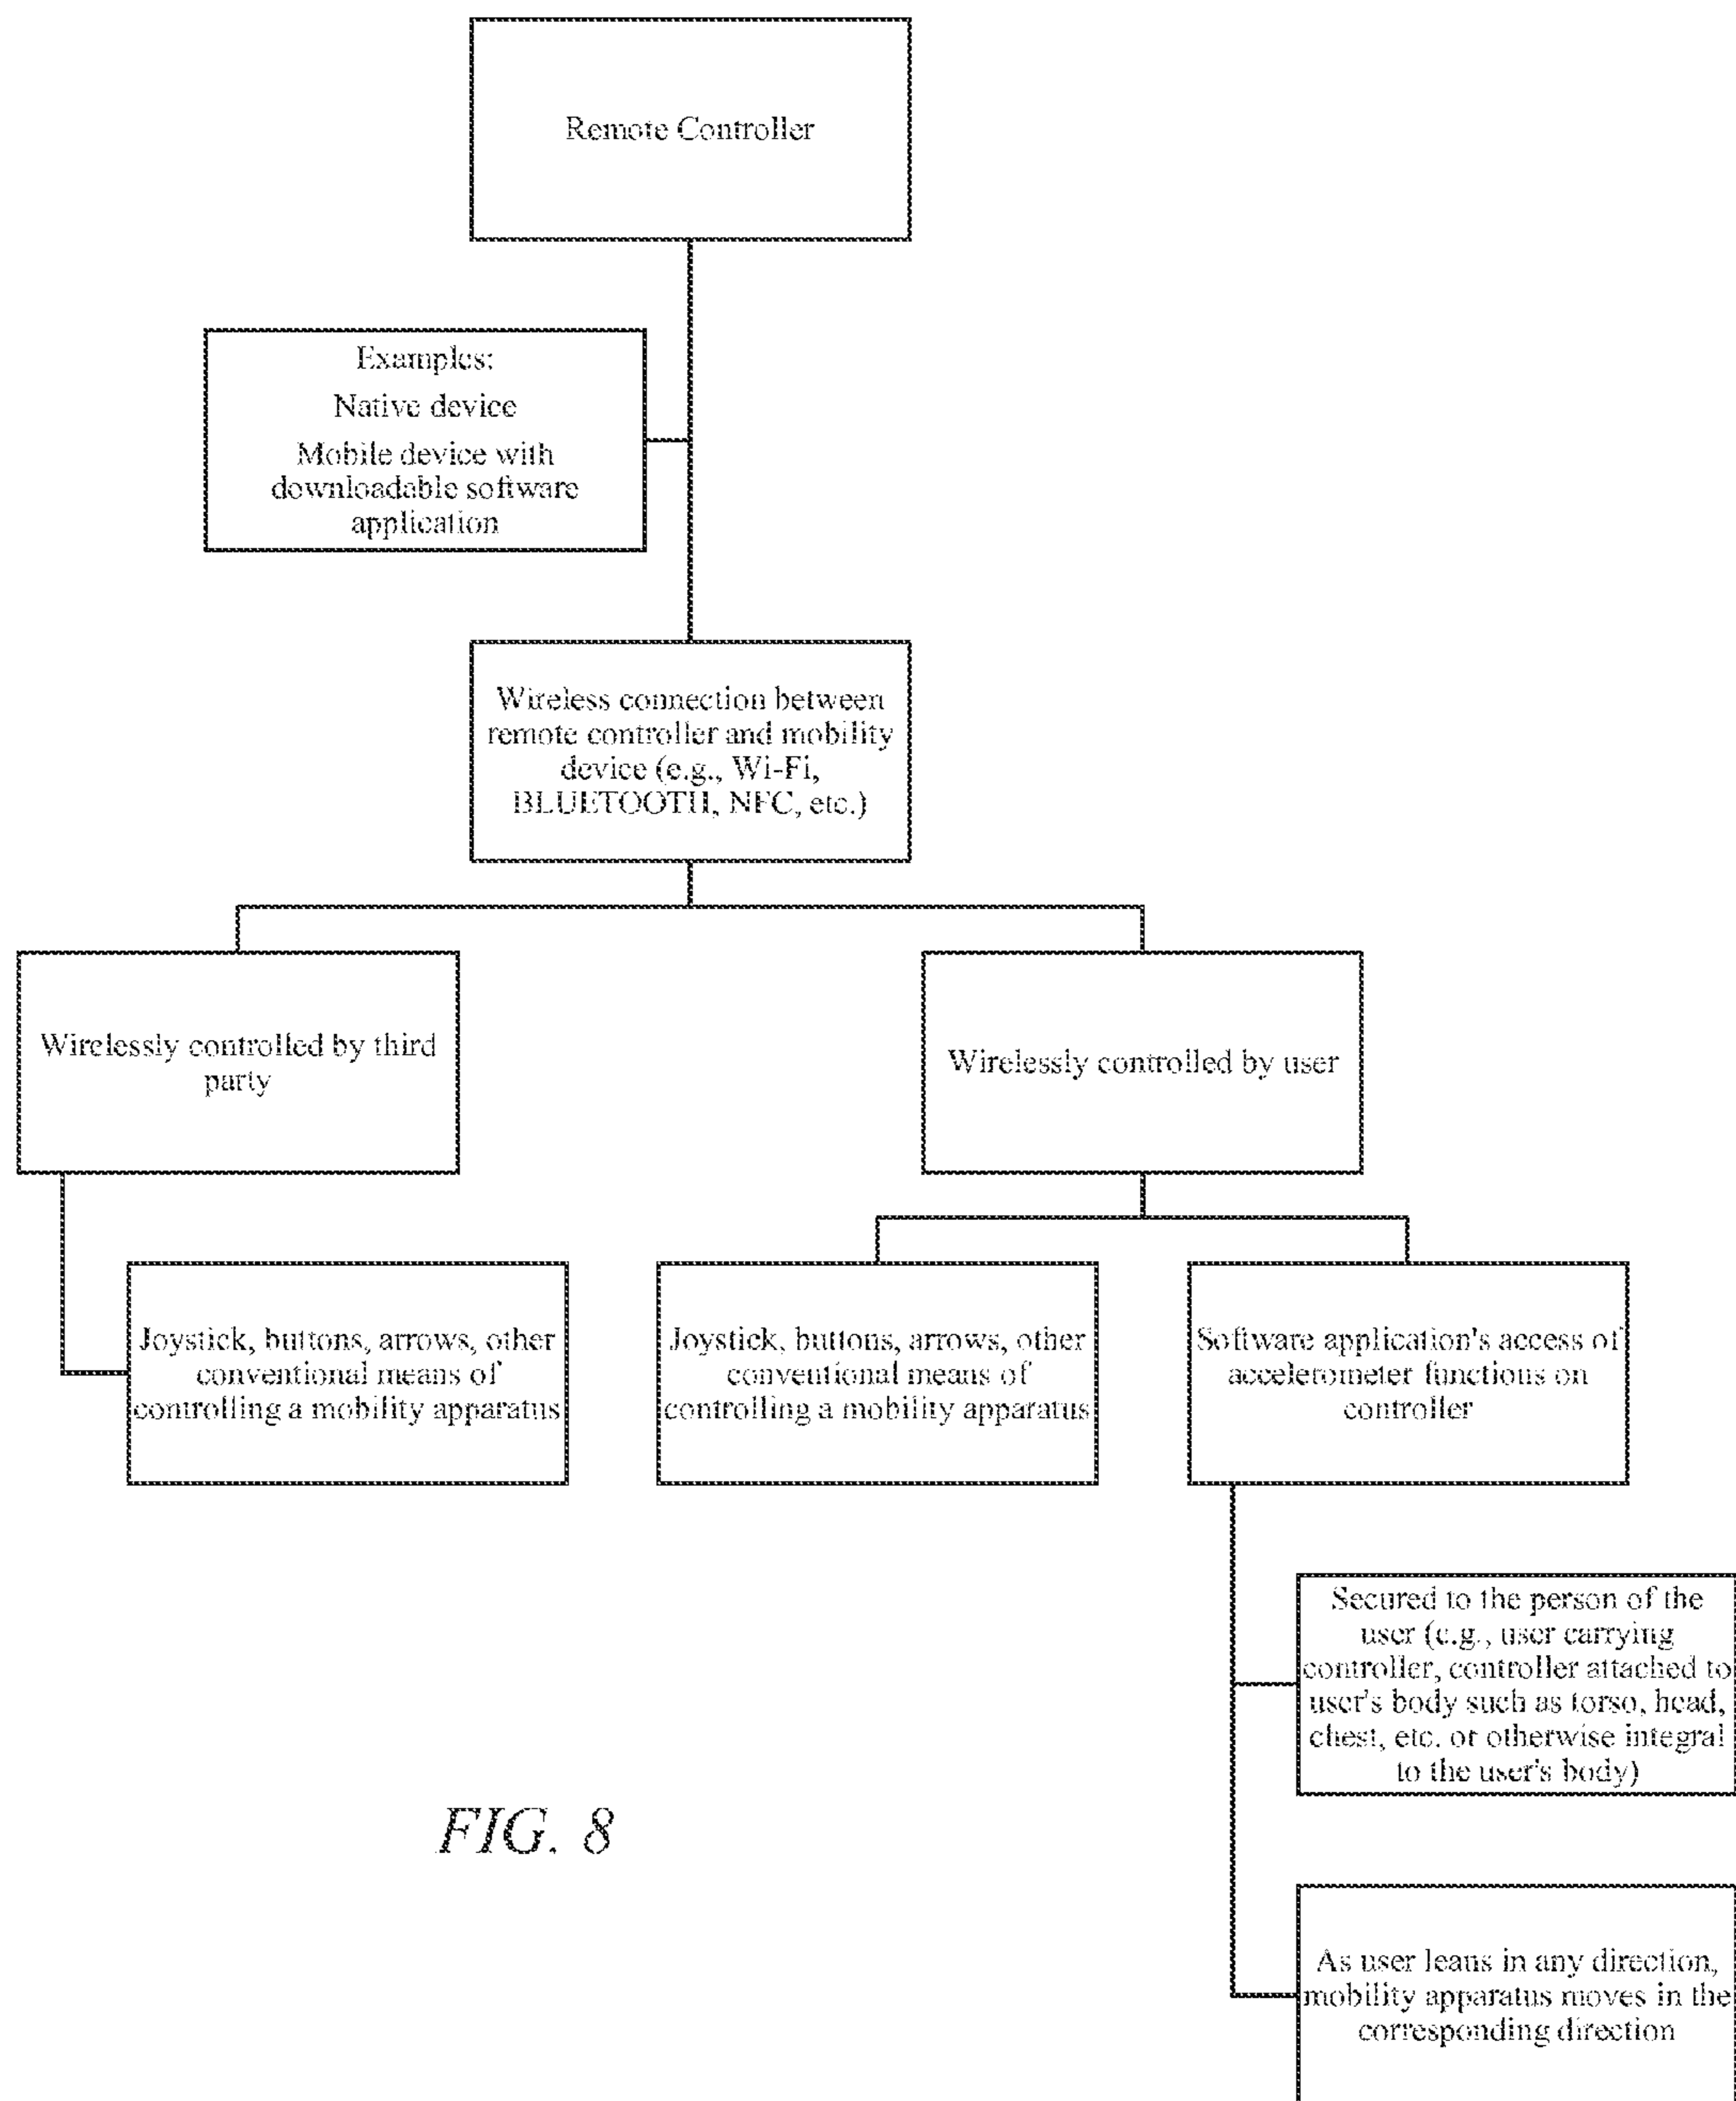 Remote Controller
Examples:
Native device
Mobile device with
downloadable software
application
Wireless connection between
remote controller and mobility
device (e.g., Wi-Fi,
BLUETOOTH, NFC, etc.)
Wirelessly controlled by third
party
Wirelessly controlled by user
Joystick, buttons, arrows, other
conventional means of
controlling a mobility apparatus
Joystick, buttons, arrows, other
conventional means of
controlling a mobility apparatus
Software application's access of
accelerometer functions on
controller
Secured to the person of the
user (e.g., user carrying
controller, controller attached to
user's body such as torso, head,
chest, etc. or otherwise integral
to the user's body)
As user leans in any direction,
mobility apparatus moves in the
corresponding direction
FIG. 8